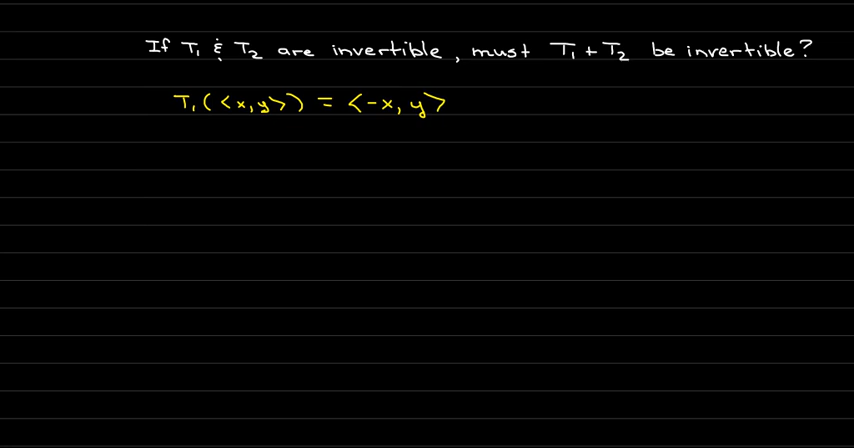 If T₁ & T₂ are invertible, must T₁ + T₂ be invertible?
T₁(<x,y>) = <-x, y>